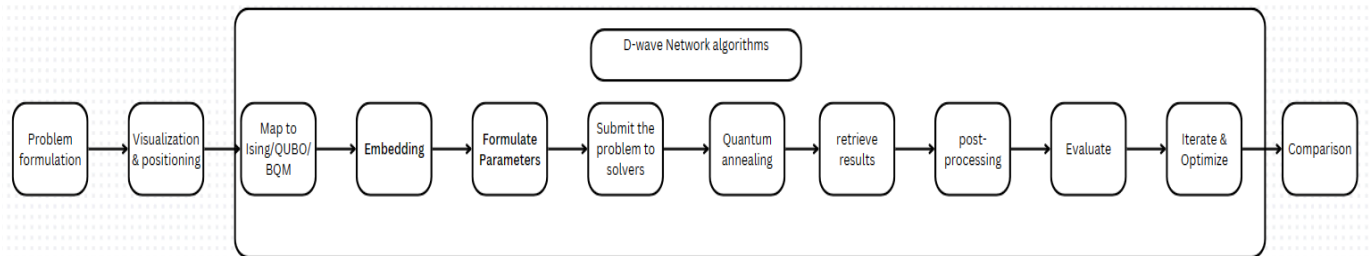 D-wave Network algorithms
Problem
formulation
Visualization
& positioning
Map to
Ising/QUBO/
BQM
Embedding
Formulate
Parameters
Submit the
problem to
solvers
Quantum
annealing
retrieve
results
post-
processing
Evaluate
Iterate &
Optimize
Comparison